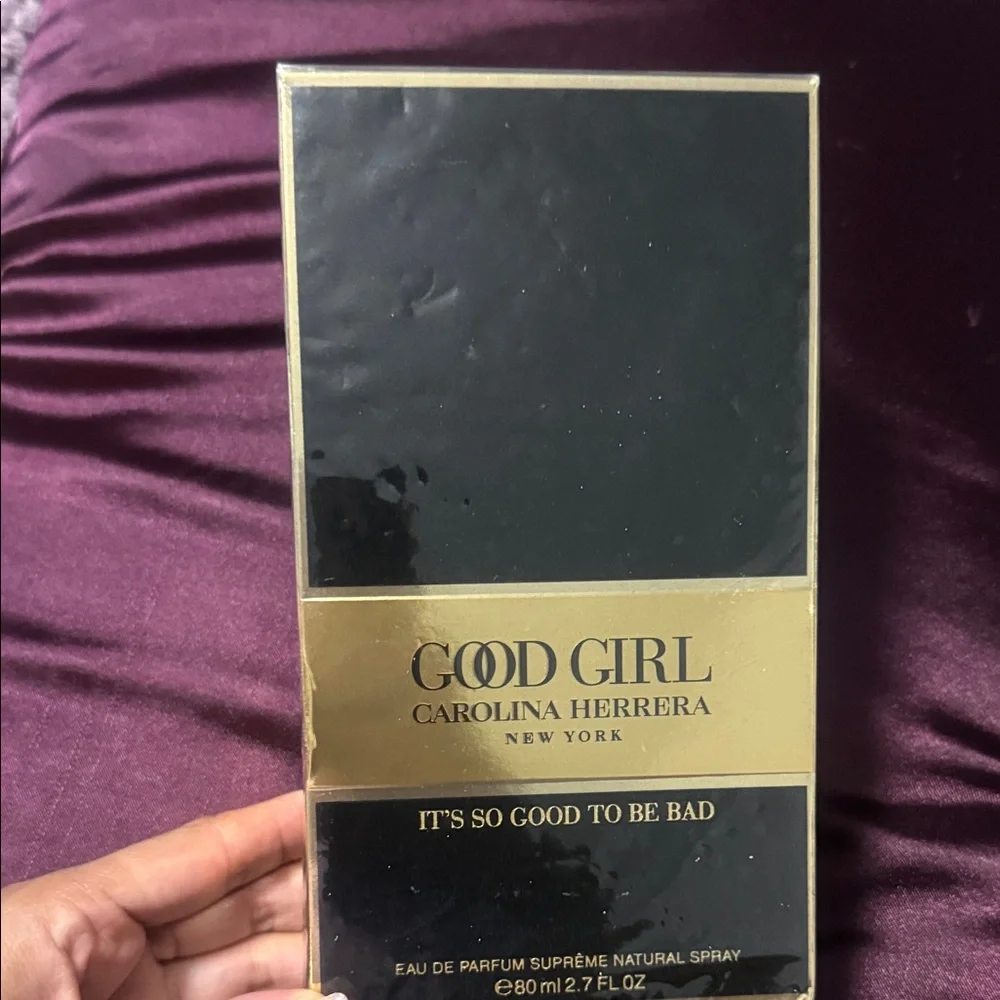 GOOD GIRL
CAROLINA HERRERA
NEW YORK
IT'S SO GOOD TO BE BAD
EAU DE PARFUM SUPRÊME NATURAL SPRAY
℮80 ml 2.7 FL OZ